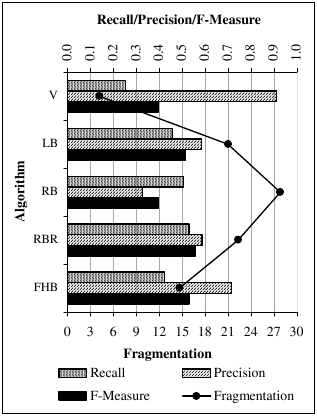 Recall/Precision/F-Measure
0.0 0.1 0.2 0.3 0.4 0.5 0.6 0.7 0.8 0.9 1.0
V
LB
RB
RBR
FHB
Algorithm
0 3 6 9 12 15 18 21 24 27 30
Fragmentation
Recall Precision
F-Measure Fragmentation